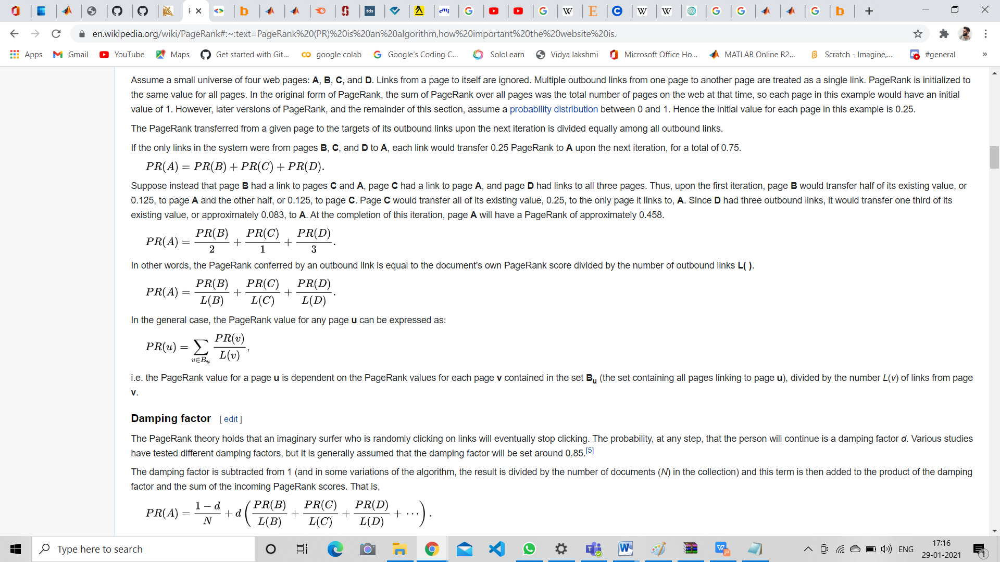 P
tds
cmi
G
W
E
C
b
en.wikipedia.org/wiki/PageRank#:~:text=PageRank%20(PR)%20is%20an%20algorithm,how%20important%20the%20website%20is.
Apps Gmail YouTube Maps Get started with Git... google colab Google's Coding C... SoloLearn Vidya lakshmi Microsoft Office Ho... MATLAB Online R2... Scratch - Imagine,... #general »
Assume a small universe of four web pages: A, B, C, and D. Links from a page to itself are ignored. Multiple outbound links from one page to another page are treated as a single link. PageRank is initialized to
the same value for all pages. In the original form of PageRank, the sum of PageRank over all pages was the total number of pages on the web at that time, so each page in this example would have an initial
value of 1. However, later versions of PageRank, and the remainder of this section, assume a probability distribution between 0 and 1. Hence the initial value for each page in this example is 0.25.
The PageRank transferred from a given page to the targets of its outbound links upon the next iteration is divided equally among all outbound links.
If the only links in the system were from pages B, C, and D to A, each link would transfer 0.25 PageRank to A upon the next iteration, for a total of 0.75.
PR(A) = PR(B) + PR(C) + PR(D).
Suppose instead that page B had a link to pages C and A, page C had a link to page A, and page D had links to all three pages. Thus, upon the first iteration, page B would transfer half of its existing value, or
0.125, to page A and the other half, or 0.125, to page C. Page C would transfer all of its existing value, 0.25, to the only page it links to, A. Since D had three outbound links, it would transfer one third of its
existing value, or approximately 0.083, to A. At the completion of this iteration, page A will have a PageRank of approximately 0.458.
PR(A) = PR(B)/2 + PR(C)/1 + PR(D)/3.
In other words, the PageRank conferred by an outbound link is equal to the document's own PageRank score divided by the number of outbound links L( ).
PR(A) = PR(B)/L(B) + PR(C)/L(C) + PR(D)/L(D).
In the general case, the PageRank value for any page u can be expressed as:
PR(u) = ∑v∈Bu PR(v)/L(v),
i.e. the PageRank value for a page u is dependent on the PageRank values for each page v contained in the set Bu (the set containing all pages linking to page u), divided by the number L(v) of links from page
v.
Damping factor [ edit ]
The PageRank theory holds that an imaginary surfer who is randomly clicking on links will eventually stop clicking. The probability, at any step, that the person will continue is a damping factor d. Various studies
have tested different damping factors, but it is generally assumed that the damping factor will be set around 0.85.[5]
The damping factor is subtracted from 1 (and in some variations of the algorithm, the result is divided by the number of documents (N) in the collection) and this term is then added to the product of the damping
factor and the sum of the incoming PageRank scores. That is,
PR(A) = (1 − d)/N + d (PR(B)/L(B) + PR(C)/L(C) + PR(D)/L(D) + ⋯).
Type here to search
ENG
17:16
29-01-2021
1